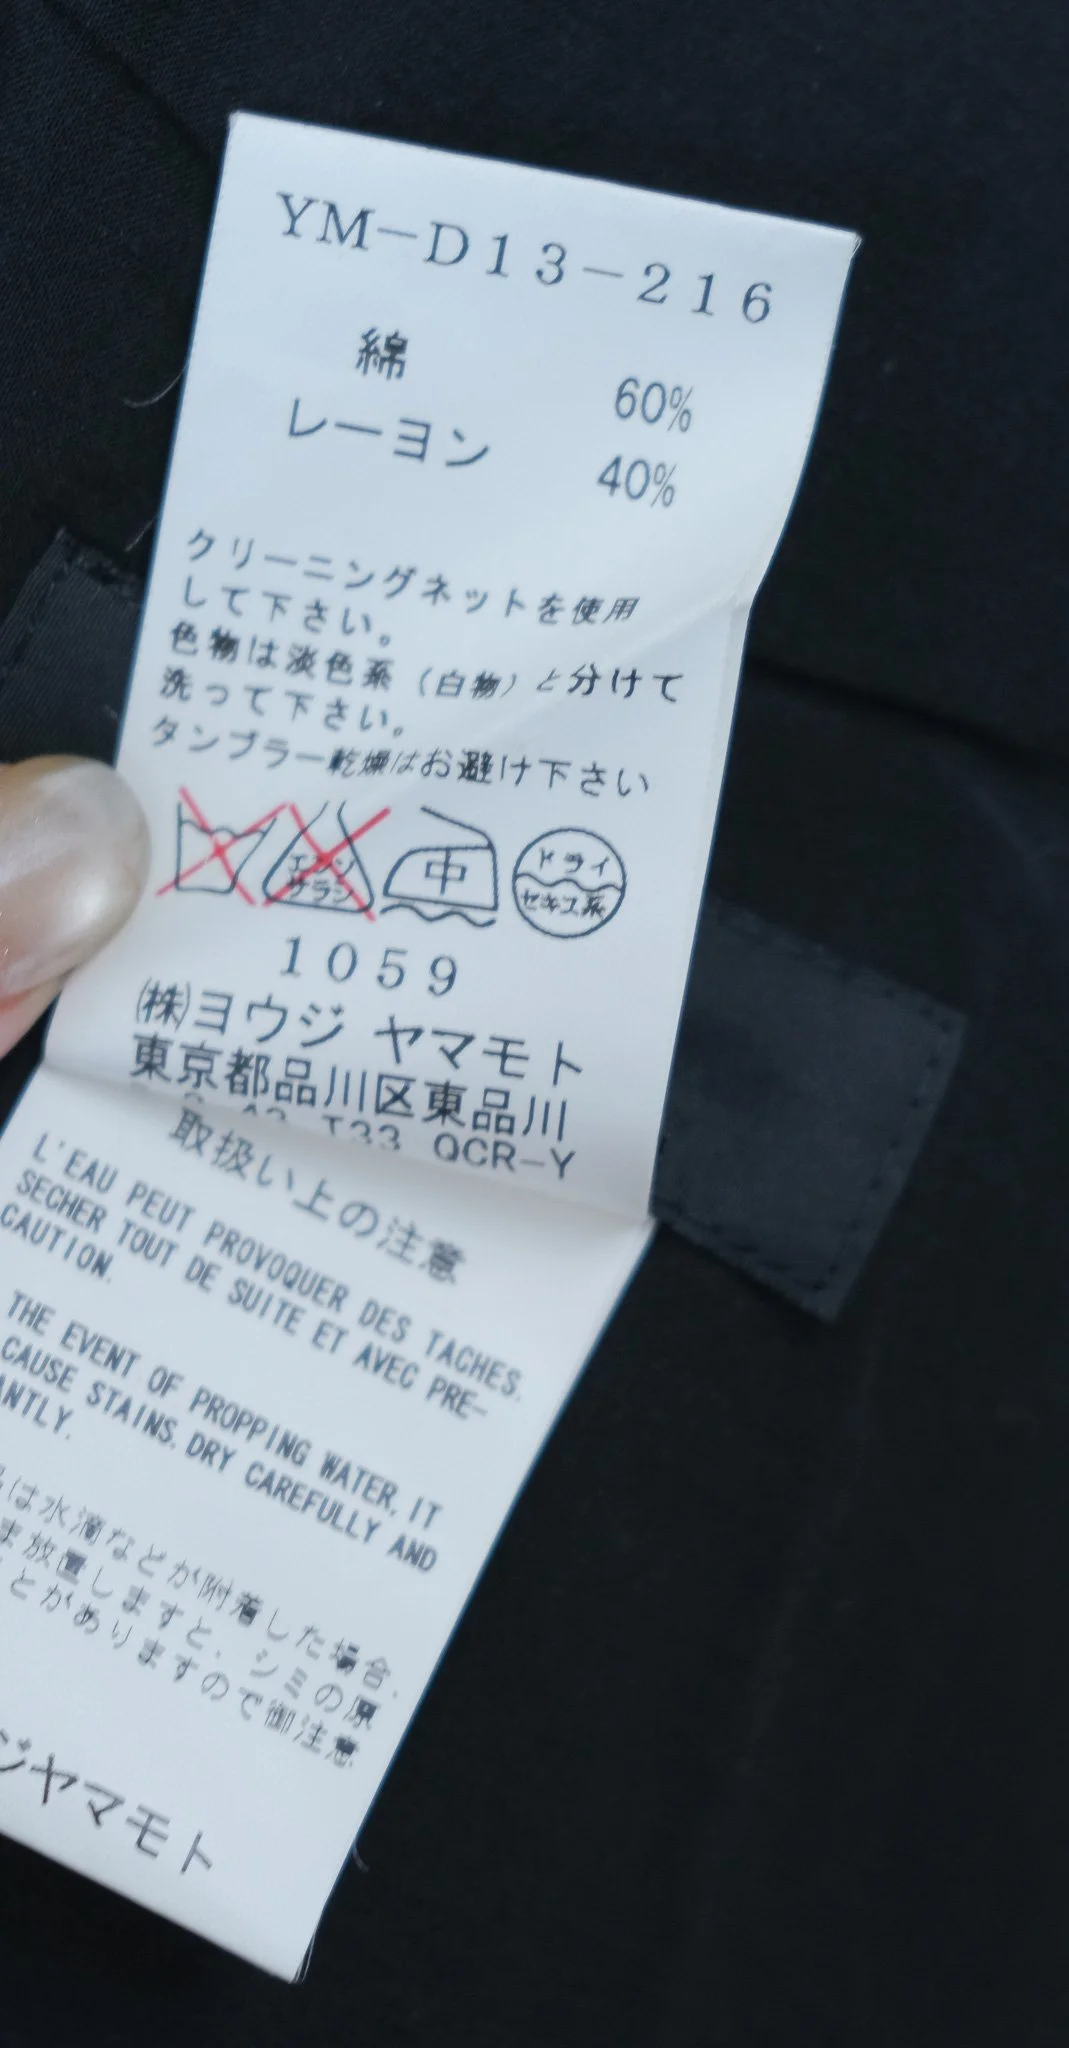 YM-D13-216
綿 60%
レーヨン 40%
クリーニングネットを使用
して下さい。
色物は淡色系(白物)と分けて
洗って下さい。
タンブラー乾燥はお避け下さい
エンソ
サラシ
中
ドライ
セキユ系
1059
(株)ヨウジ ヤマモト
東京都品川区東品川
QCR-Y
取扱い上の注意
L'EAU PEUT PROVOQUER DES TACHES.
SECHER TOUT DE SUITE ET AVEC PRE-
CAUTION.
THE EVENT OF PROPPING WATER, IT
CAUSE STAINS. DRY CAREFULLY AND
ANTLY.
は水滴などが附着した場合、
ま放置しますと、シミの原
とがありますので御注意
ジヤマモト